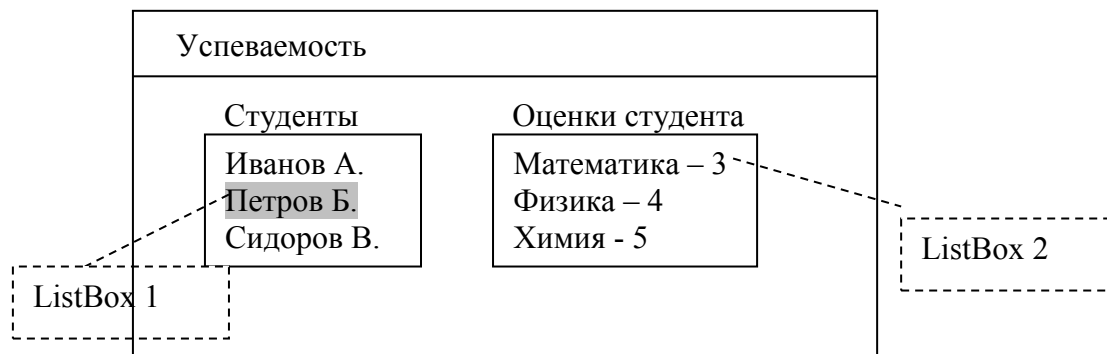 Успеваемость
Студенты
Оценки студента
Иванов А.
Петров Б.
Сидоров В.
Математика – 3
Физика – 4
Химия - 5
ListBox 1
ListBox 2